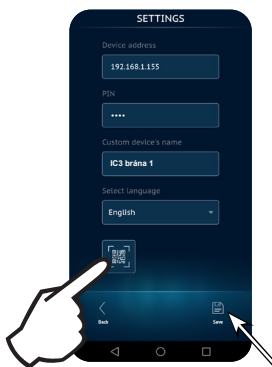 SETTINGS
Device address
192.168.1.155
PIN
••••
Custom device's name
IC3 brána 1
Select language
English
Back
Save